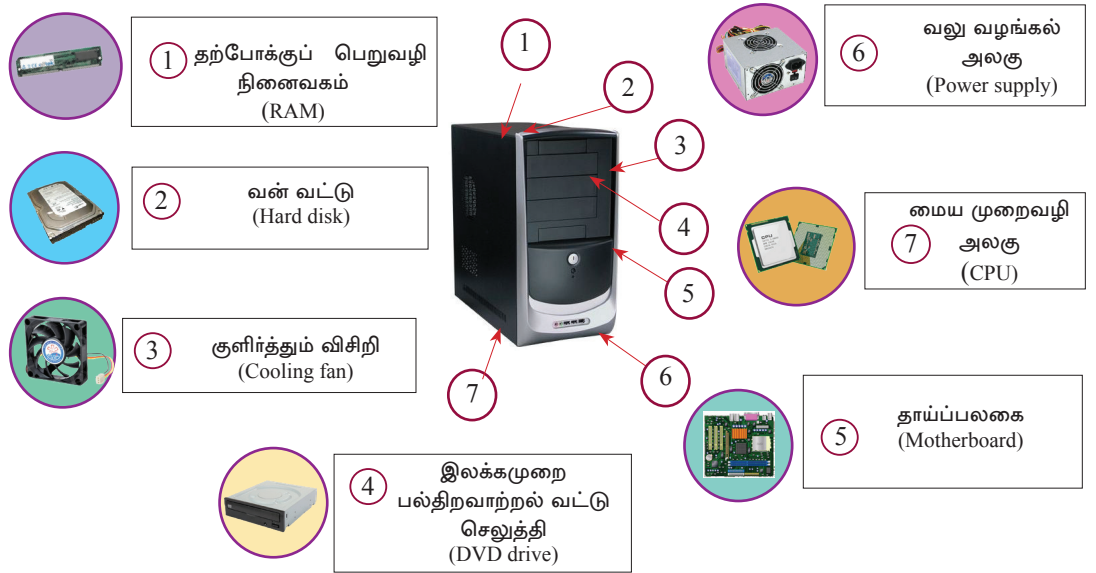 1
தற்போக்குப் பெறுவழி
நினைவகம்
(RAM)
2
வன் வட்டு
(Hard disk)
3
குளிர்த்தும் விசிறி
(Cooling fan)
4
இலக்கமுறை
பல்திறவாற்றல் வட்டு
செலுத்தி
(DVD drive)
1
2
3
4
5
6
7
6
வலு வழங்கல்
அலகு
(Power supply)
7
மைய முறைவழி
அலகு
(CPU)
5
தாய்ப்பலகை
(Motherboard)